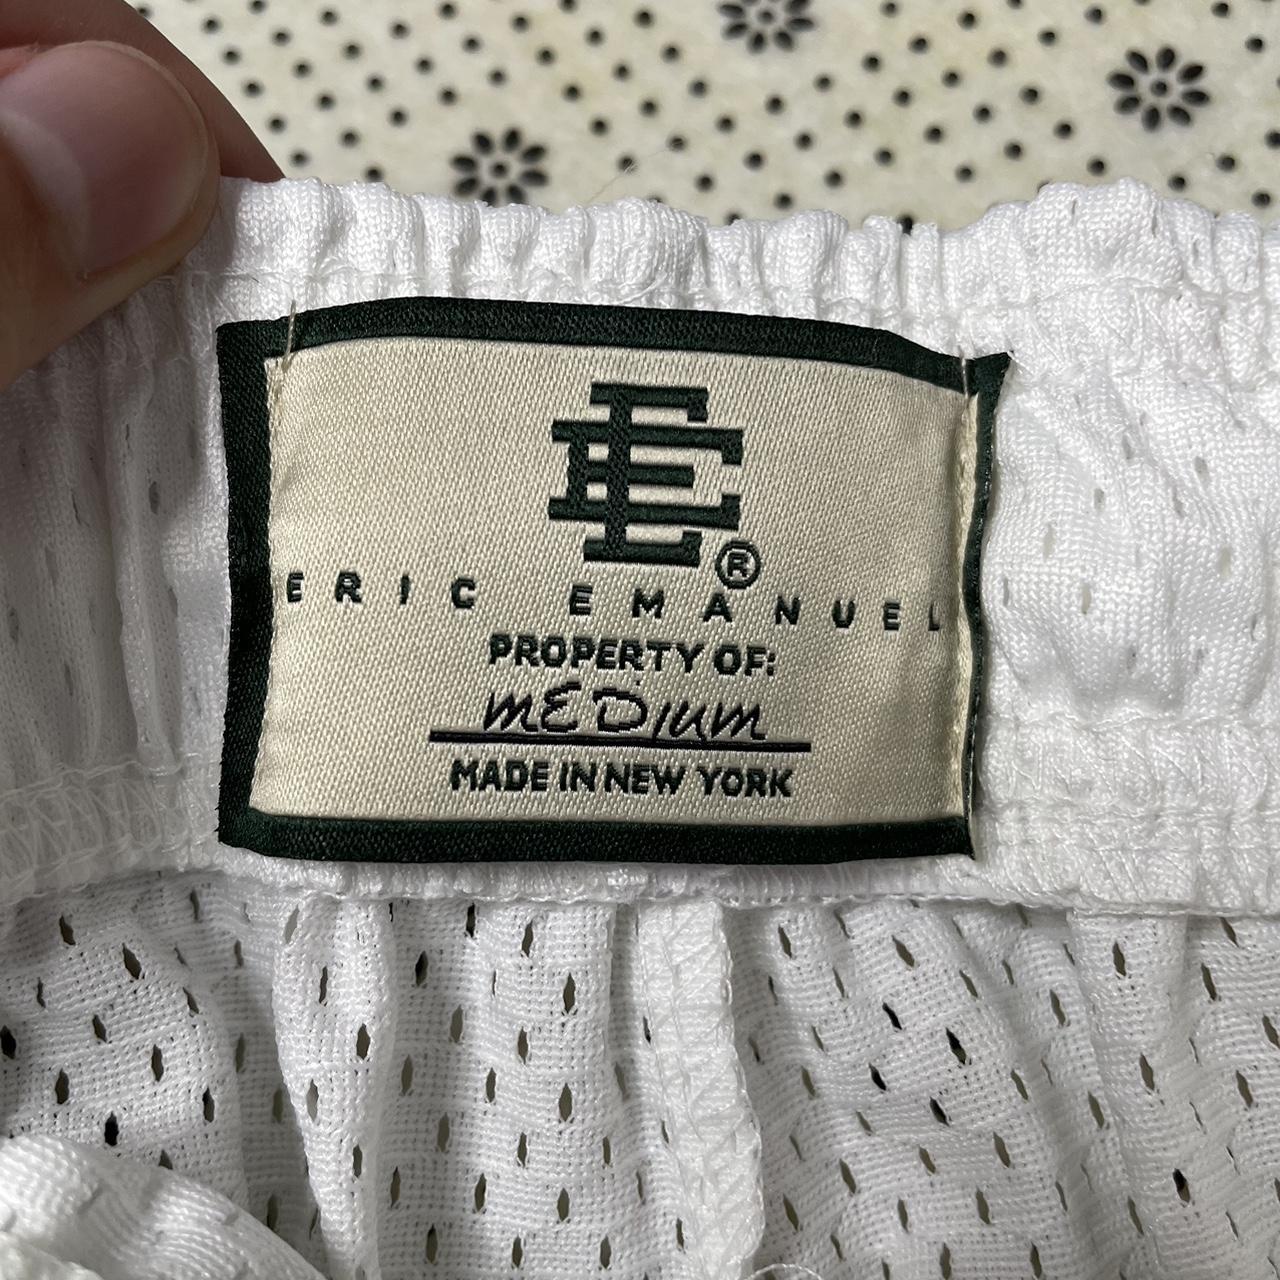 EE®
ERIC EMANUEL
PROPERTY OF:
MEDIUM
MADE IN NEW YORK